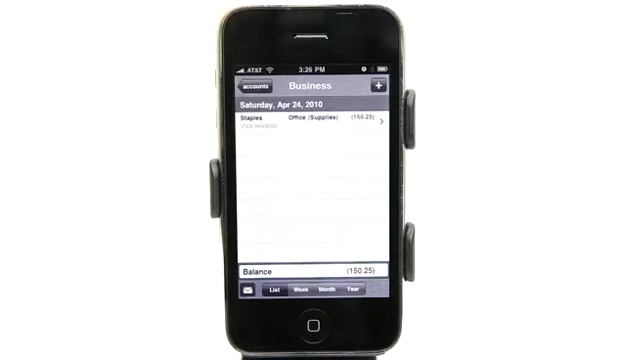 AT&T 3:26 PM
accounts Business +
Saturday, Apr 24, 2010
Staples Office (Supplies) (150.25)
Visa rewards
Balance (150.25)
List Week Month Year